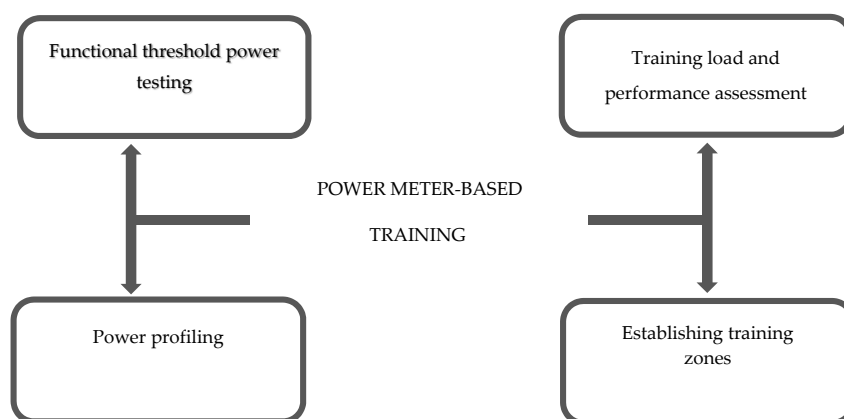 Functional threshold power
testing
Training load and
performance assessment
POWER METER-BASED
TRAINING
Power profiling
Establishing training
zones